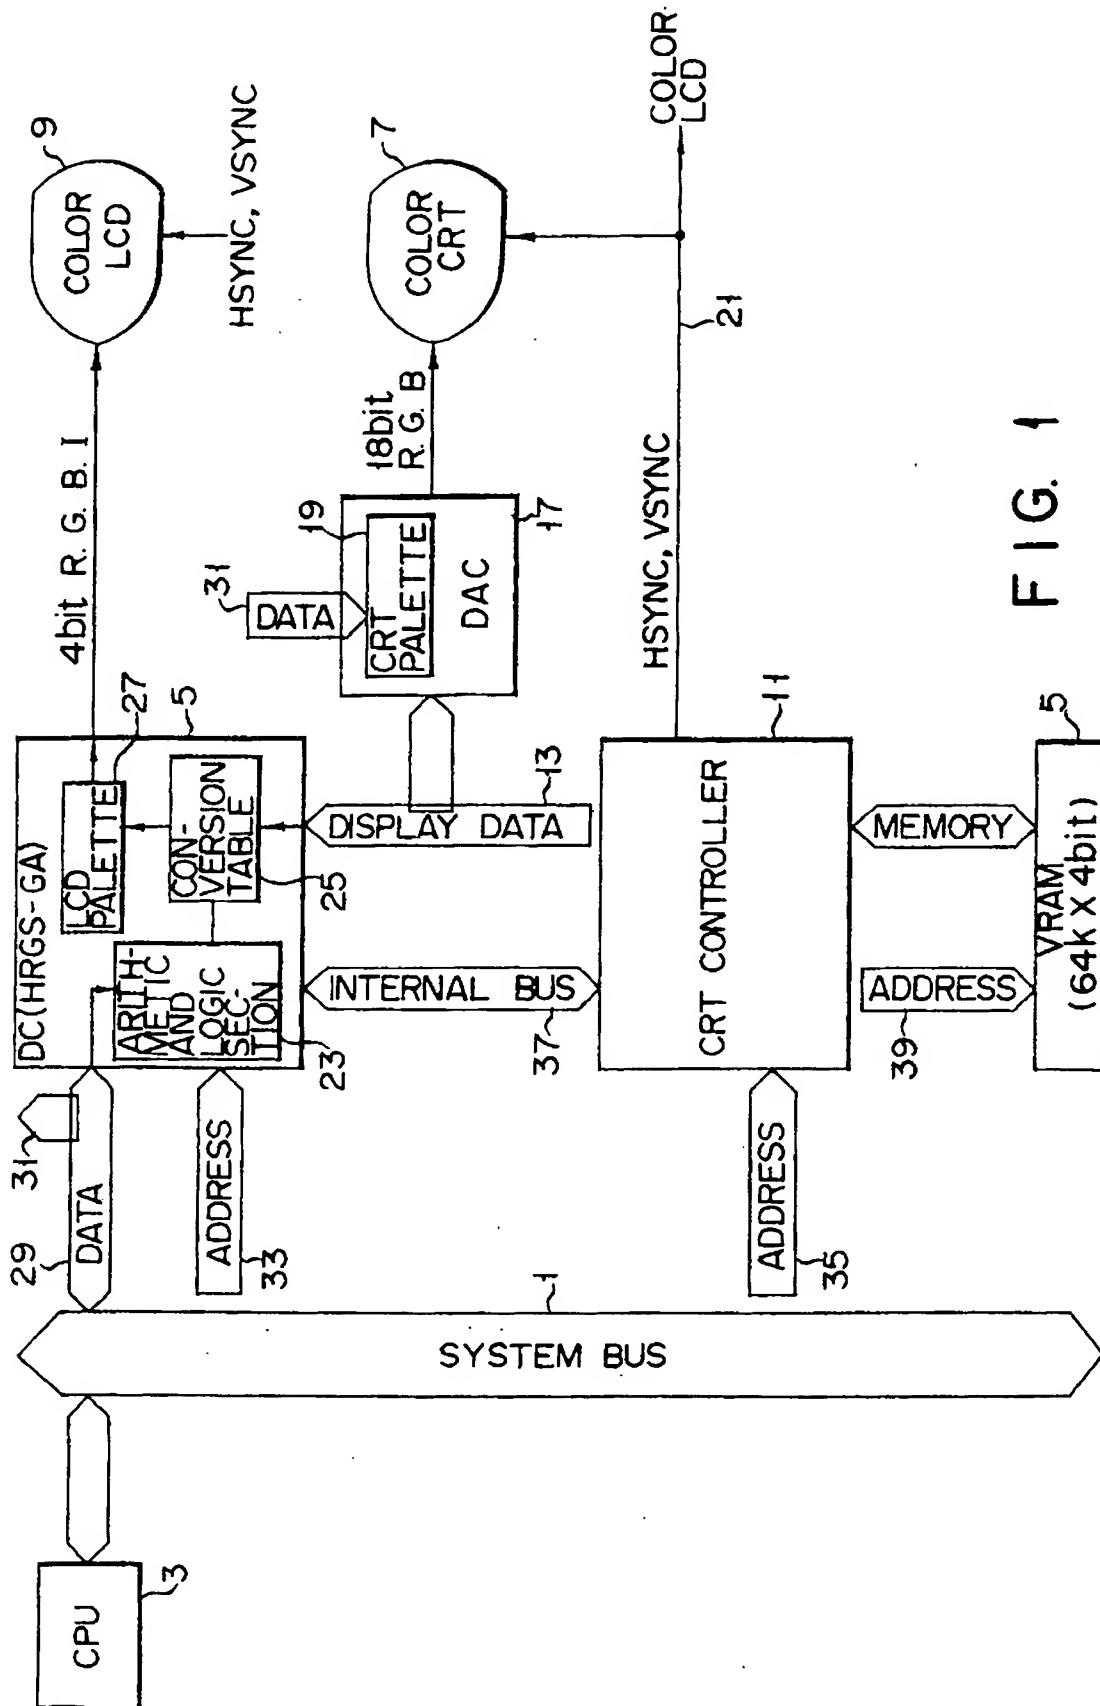 CPU
3
SYSTEM BUS
1
29
DATA
31
ADDRESS
33
ADDRESS
35
DC(HRGS-GA)
5
ARITH-
METIC
AND
LOGIC
SEC-
TION
23
CON-
VERSION
TABLE
25
LCD
PALETTE
27
4bit R. G. B. I
COLOR
LCD
9
HSYNC, VSYNC
INTERNAL BUS
37
DISPLAY DATA
13
31
DATA
CRT
PALETTE
19
DAC
17
18bit
R. G. B
COLOR
CRT
7
CRT CONTROLLER
11
HSYNC, VSYNC
21
COLOR
LCD
ADDRESS
39
MEMORY
VRAM
(64K X 4bit)
5
FIG. 1